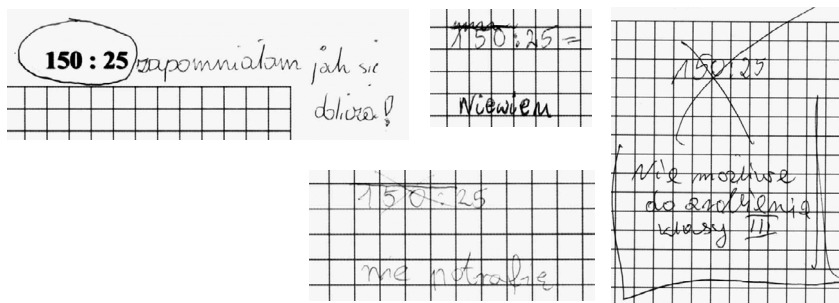 150 : 25 zapomniałam jak się
dolicza!
150:25=
Niewiem
150:25
nie potrafię
150:25
Nie możliwe
do zrobienia
klasy III